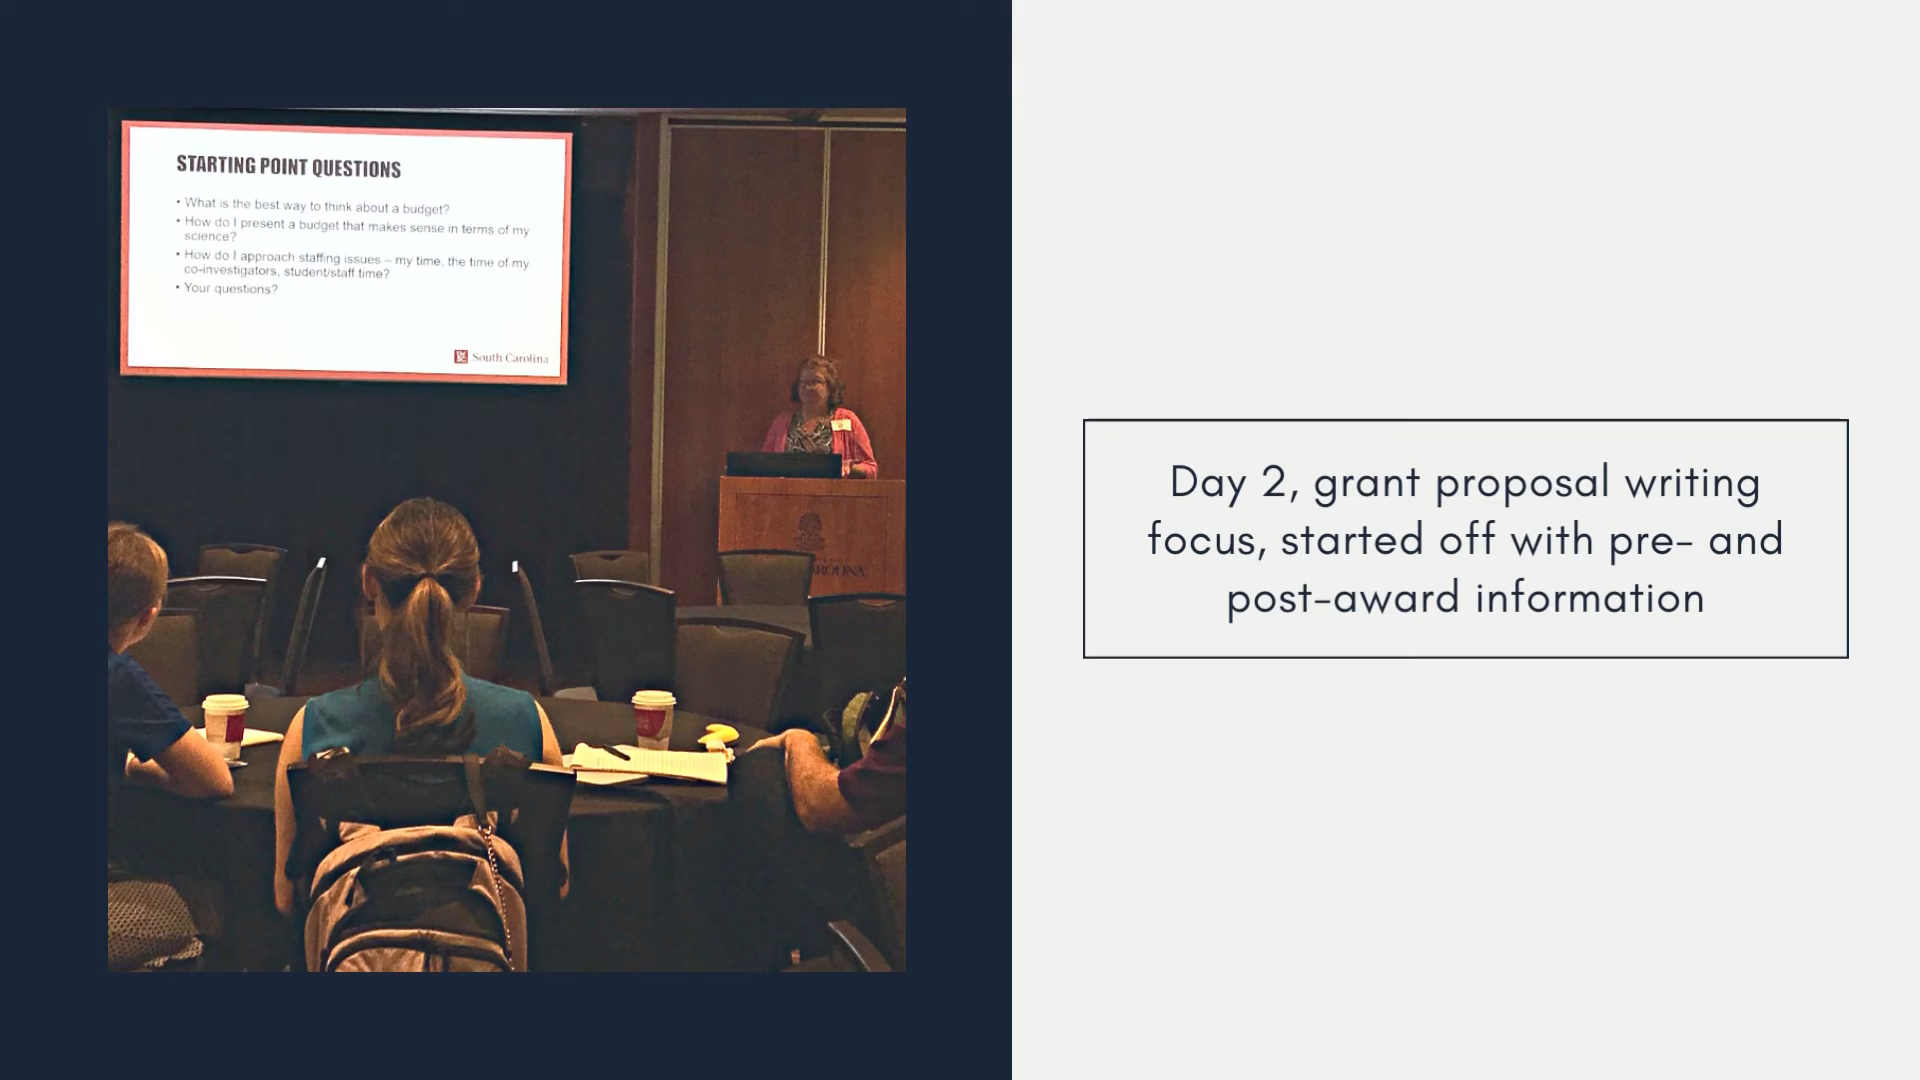 STARTING POINT QUESTIONS
• What is the best way to think about a budget?
• How do I present a budget that makes sense in terms of my
science?
• How do I approach staffing issues – my time, the time of my
co-investigators, student/staff time?
• Your questions?
South Carolina
Day 2, grant proposal writing
focus, started off with pre- and
post-award information